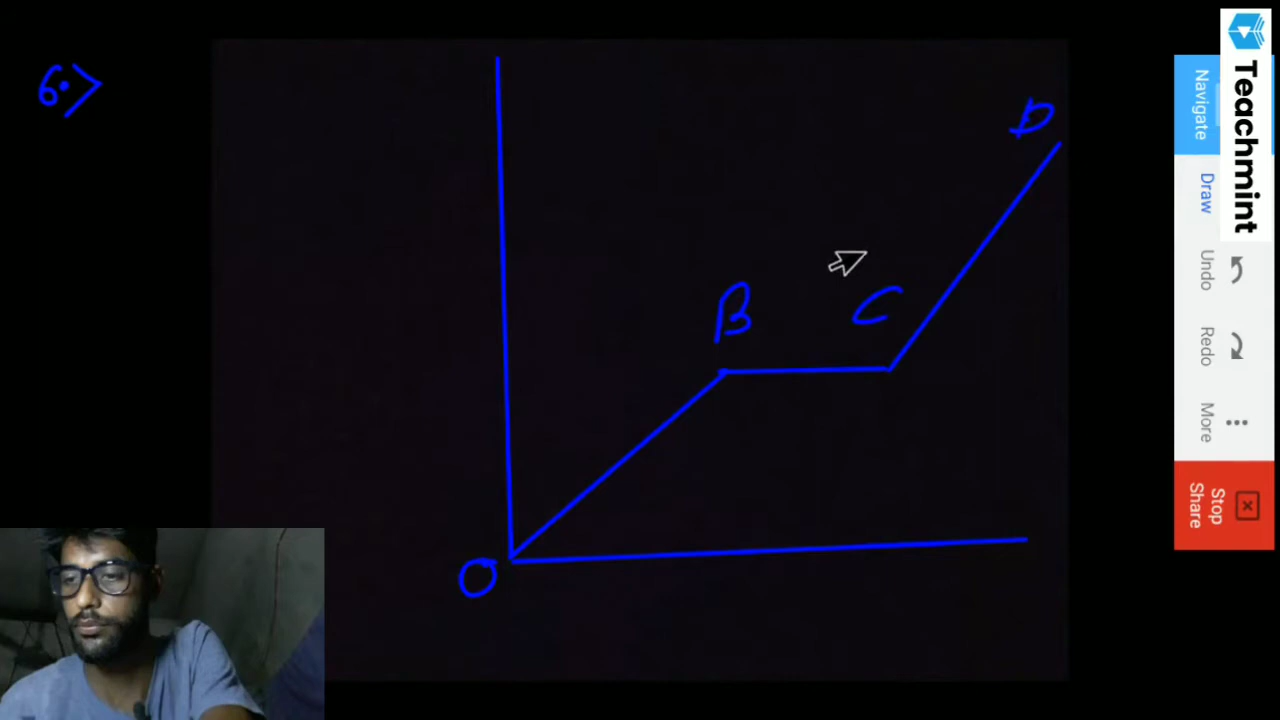 6.>
D
B
C
O
Teachmint
Navigate
Draw
Undo
Redo
More
Stop
Share